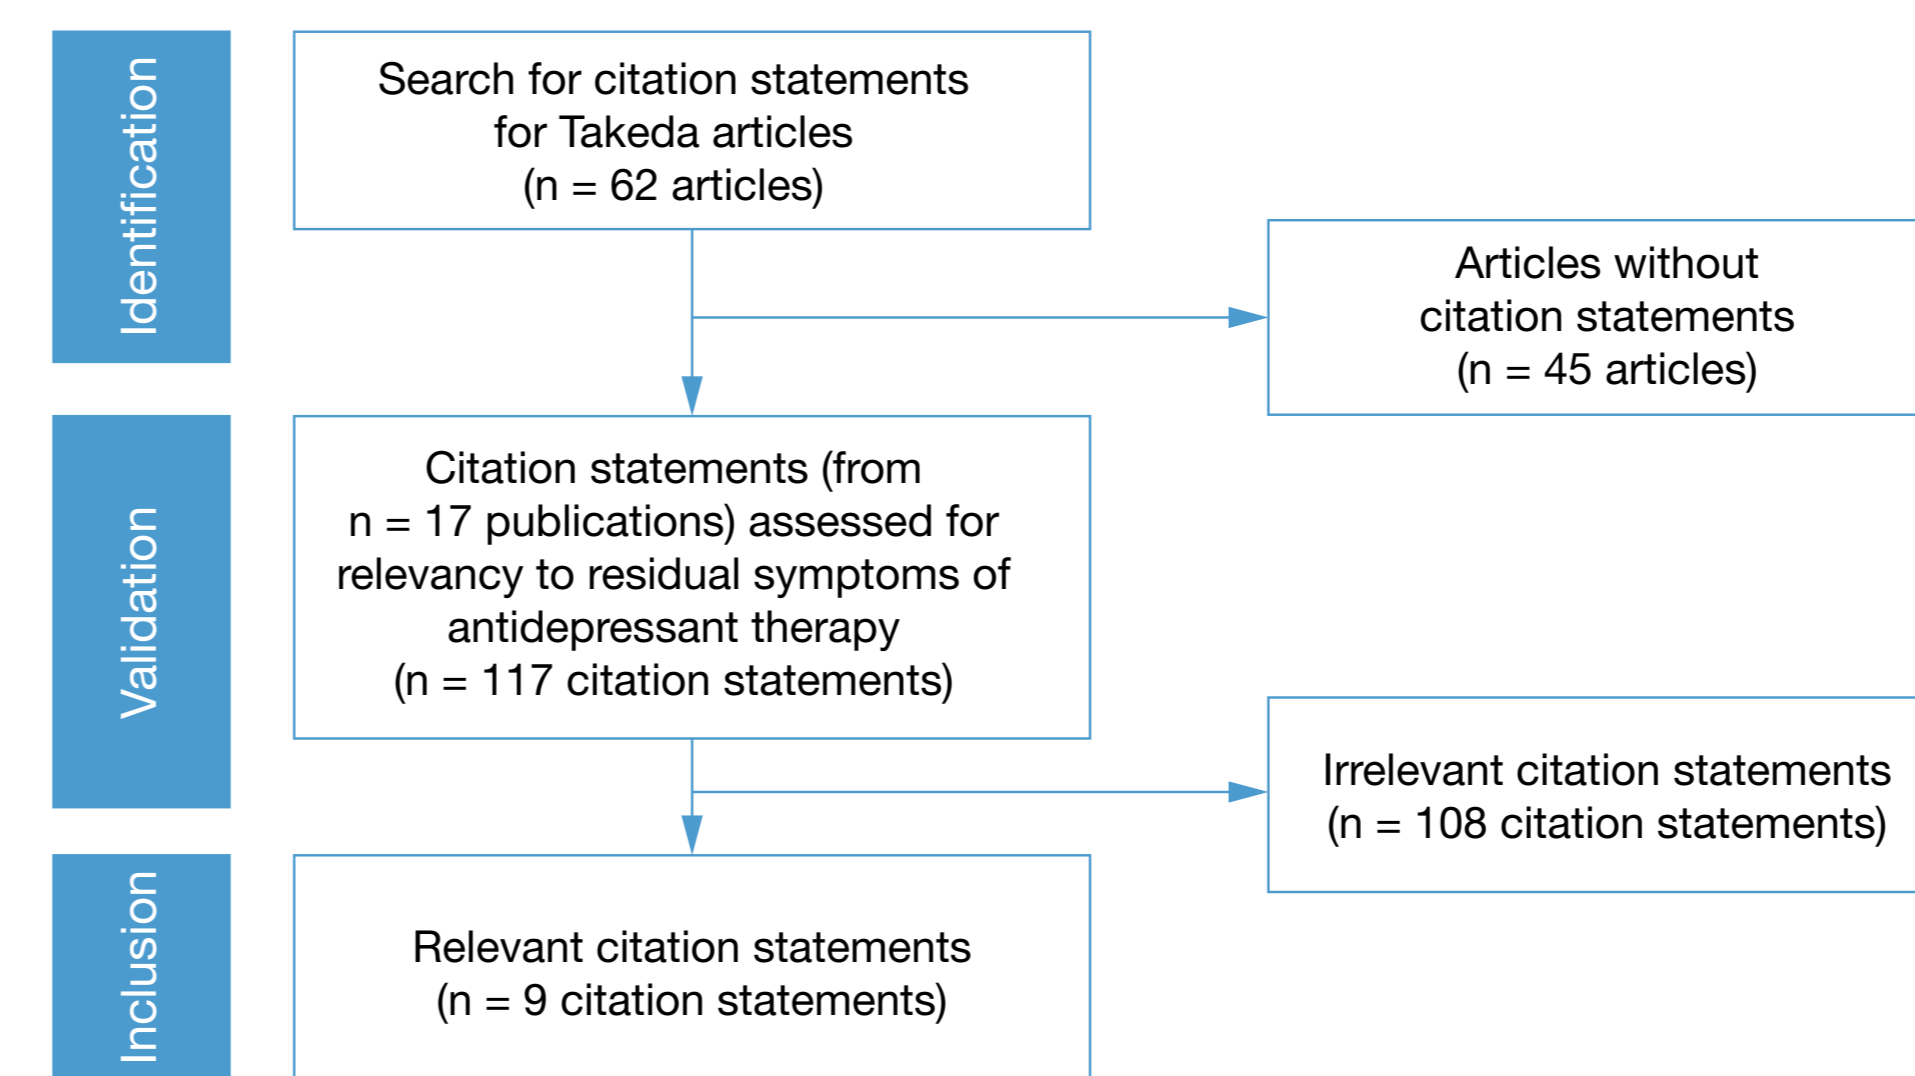 Identification
Search for citation statements
for Takeda articles
(n = 62 articles)
Articles without
citation statements
(n = 45 articles)
Validation
Citation statements (from
n = 17 publications) assessed for
relevancy to residual symptoms of
antidepressant therapy
(n = 117 citation statements)
Irrelevant citation statements
(n = 108 citation statements)
Inclusion
Relevant citation statements
(n = 9 citation statements)